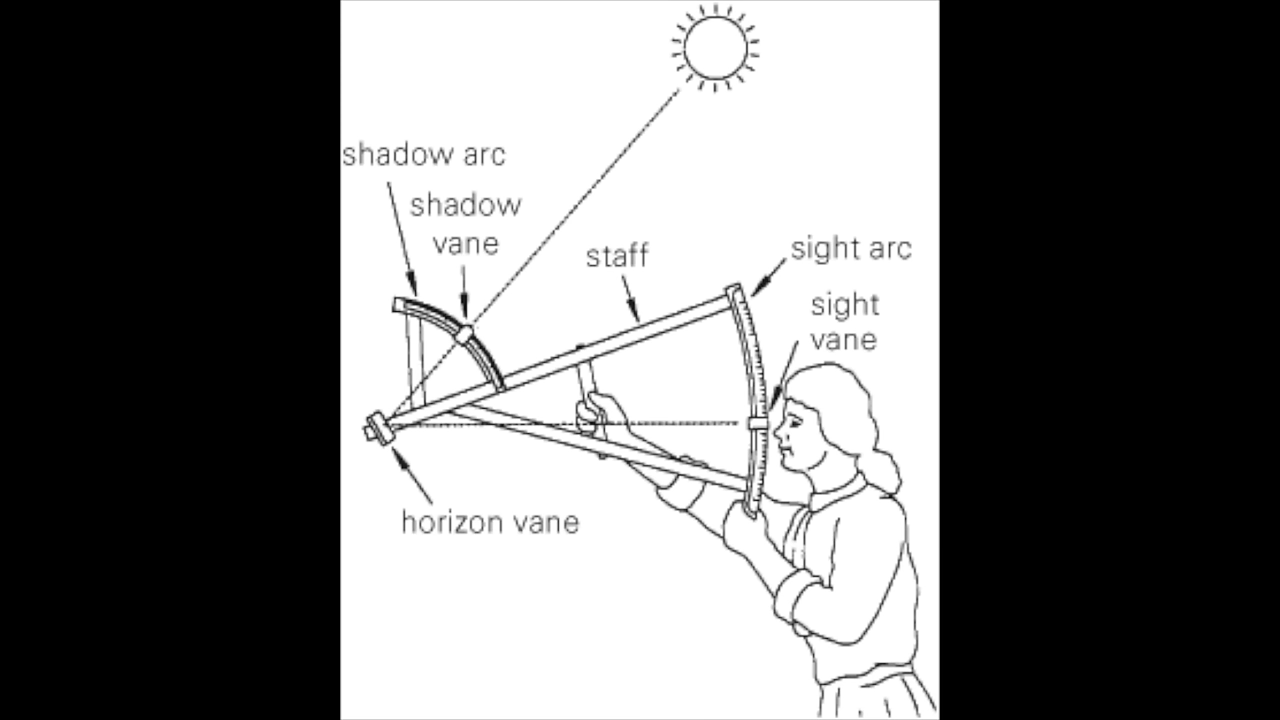 shadow arc
shadow
vane
staff
sight arc
sight
vane
horizon vane